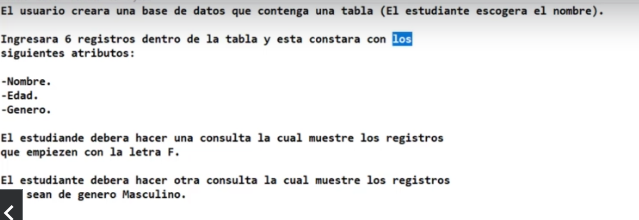 El usuario creara una base de datos que contenga una tabla (El estudiante escogera el nombre).
Ingresara 6 registros dentro de la tabla y esta constara con los
siguientes atributos:
-Nombre.
-Edad.
-Genero.
El estudiande debera hacer una consulta la cual muestre los registros
que empiezen con la letra F.
El estudiante debera hacer otra consulta la cual muestre los registros
sean de genero Masculino.